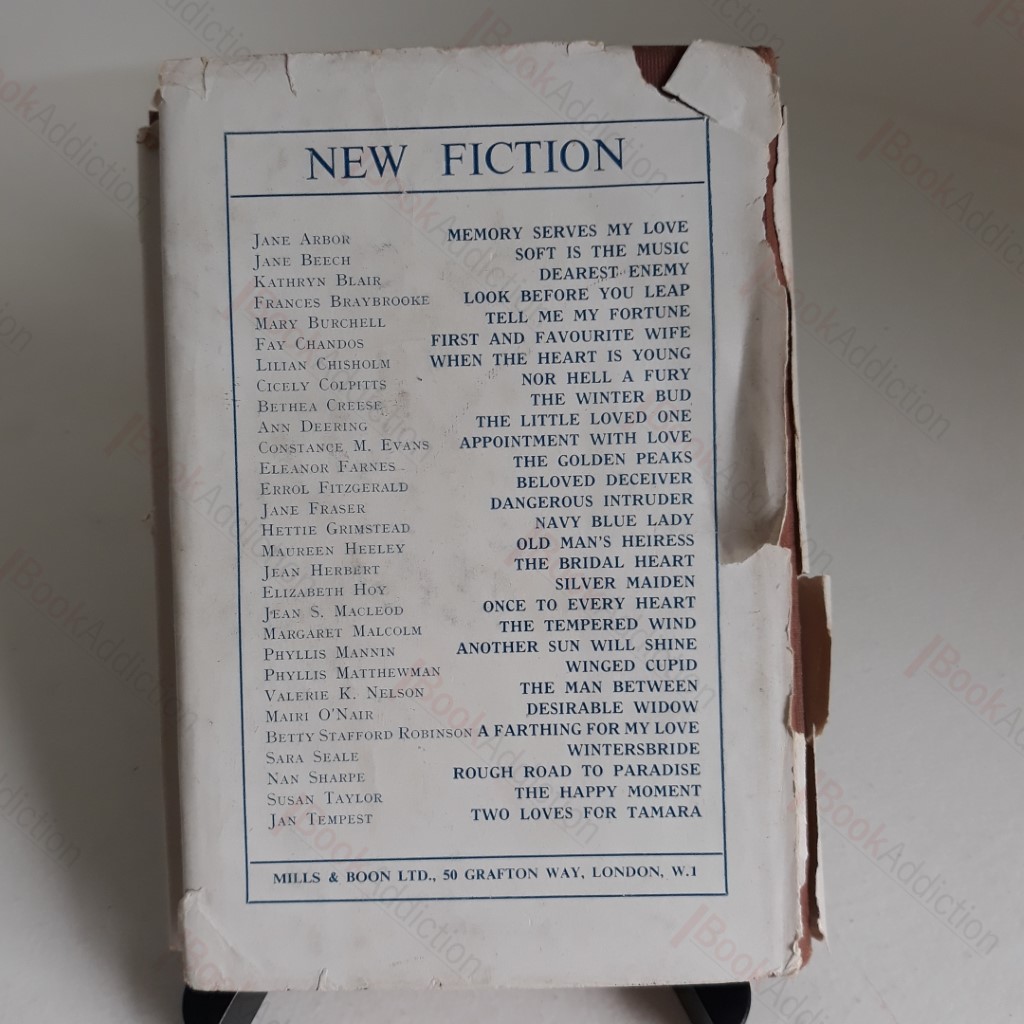 NEW FICTION
JANE ARBOR MEMORY SERVES MY LOVE
JANE BEECH SOFT IS THE MUSIC
KATHRYN BLAIR DEAREST ENEMY
FRANCES BRAYBROOKE LOOK BEFORE YOU LEAP
MARY BURCHELL TELL ME MY FORTUNE
FAY CHANDOS FIRST AND FAVOURITE WIFE
LILIAN CHISHOLM WHEN THE HEART IS YOUNG
CICELY COLPITTS NOR HELL A FURY
BETHEA CREESE THE WINTER BUD
ANN DEERING THE LITTLE LOVED ONE
CONSTANCE M. EVANS APPOINTMENT WITH LOVE
ELEANOR FARNES THE GOLDEN PEAKS
ERROL FITZGERALD BELOVED DECEIVER
JANE FRASER DANGEROUS INTRUDER
HETTIE GRIMSTEAD NAVY BLUE LADY
MAUREEN HEELEY OLD MAN'S HEIRESS
JEAN HERBERT THE BRIDAL HEART
ELIZABETH HOY SILVER MAIDEN
JEAN S. MACLEOD ONCE TO EVERY HEART
MARGARET MALCOLM THE TEMPERED WIND
PHYLLIS MANNIN ANOTHER SUN WILL SHINE
PHYLLIS MATTHEWMAN WINGED CUPID
VALERIE K. NELSON THE MAN BETWEEN
MAIRI O'NAIR DESIRABLE WIDOW
BETTY STAFFORD ROBINSON A FARTHING FOR MY LOVE
SARA SEALE WINTERSBRIDE
NAN SHARPE ROUGH ROAD TO PARADISE
SUSAN TAYLOR THE HAPPY MOMENT
JAN TEMPEST TWO LOVES FOR TAMARA
MILLS & BOON LTD., 50 GRAFTON WAY, LONDON, W.1
BookAddiction